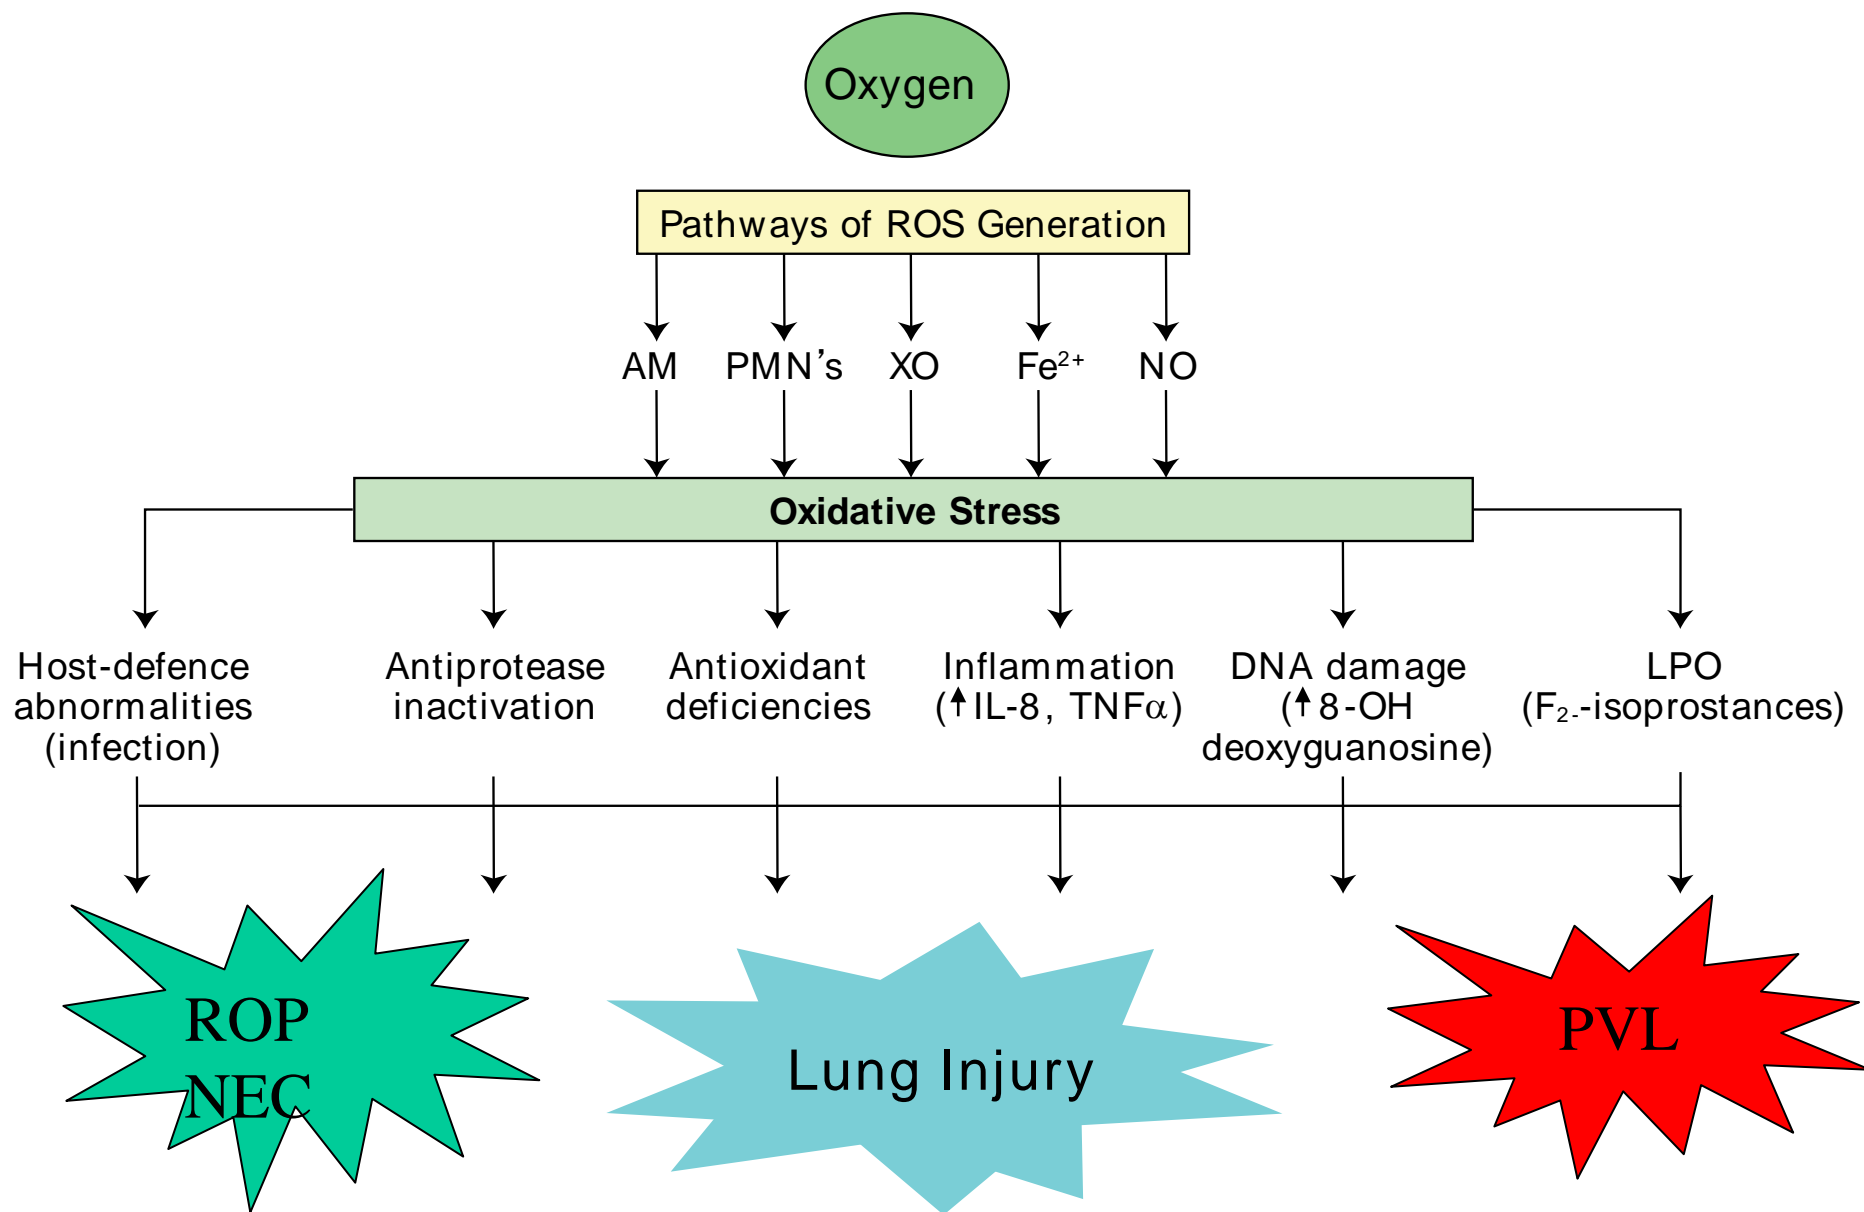 Oxygen
Pathways of ROS Generation
AM
PMN's
XO
Fe²⁺
NO
Oxidative Stress
Host-defence
abnormalities
(infection)
Antiprotease
inactivation
Antioxidant
deficiencies
Inflammation
(↑IL-8, TNFα)
DNA damage
(↑8-OH
deoxyguanosine)
LPO
(F₂₋-isoprostances)
ROP
NEC
Lung Injury
PVL